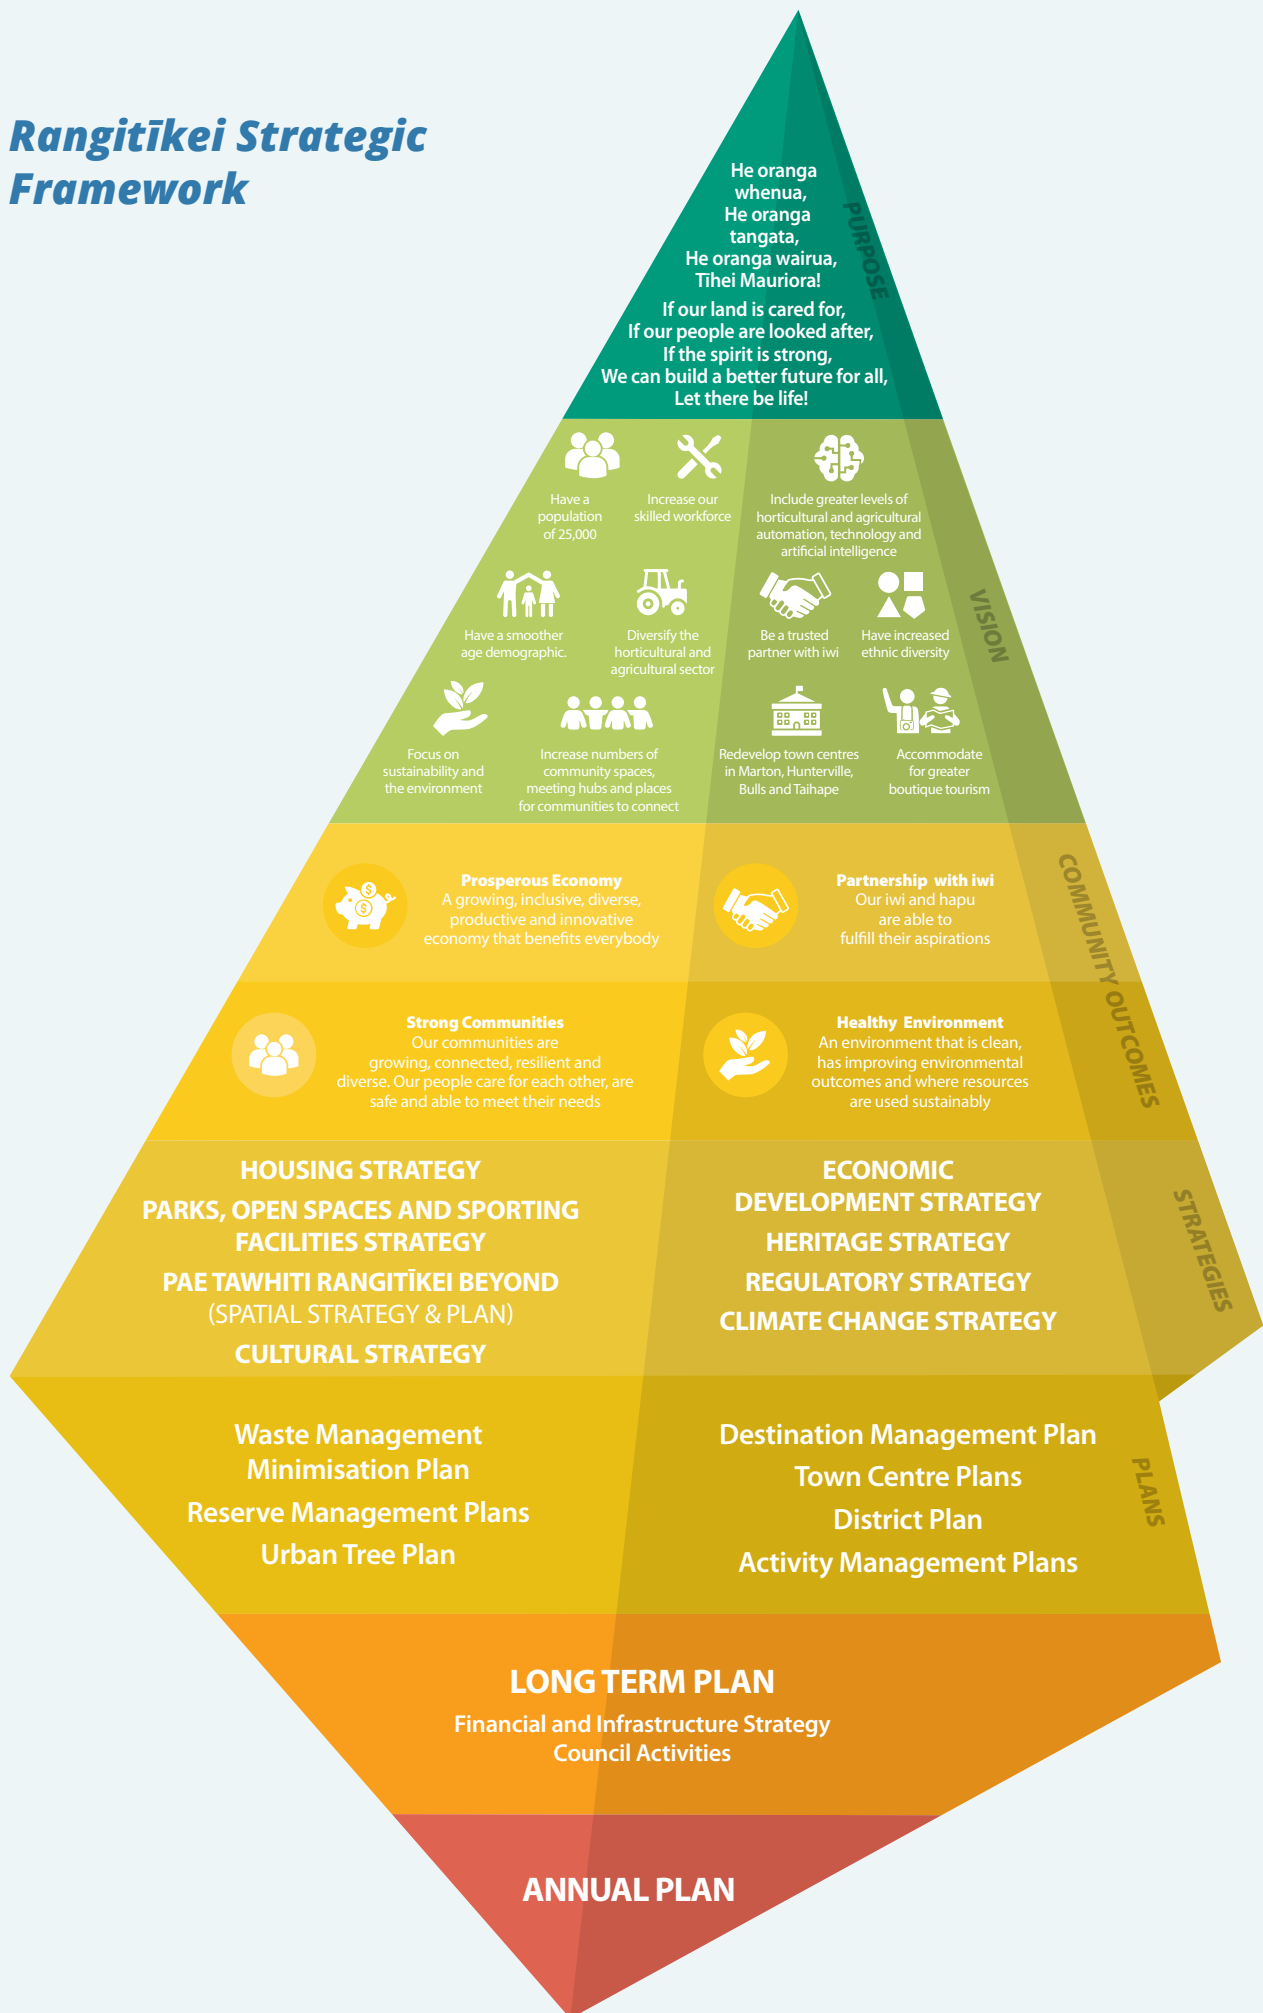 Rangitīkei Strategic
Framework
He oranga
whenua,
He oranga
tangata,
He oranga wairua,
Tīhei Mauriora!
If our land is cared for,
If our people are looked after,
If the spirit is strong,
We can build a better future for all,
Let there be life!
PURPOSE
Have a
population
of 25,000
Increase our
skilled workforce
Include greater levels of
horticultural and agricultural
automation, technology and
artificial intelligence
Have a smoother
age demographic.
Diversify the
horticultural and
agricultural sector
Be a trusted
partner with iwi
Have increased
ethnic diversity
VISION
Focus on
sustainability and
the environment
Increase numbers of
community spaces,
meeting hubs and places
for communities to connect
Redevelop town centres
in Marton, Hunterville,
Bulls and Taihape
Accommodate
for greater
boutique tourism
Prosperous Economy
A growing, inclusive, diverse,
productive and innovative
economy that benefits everybody
Partnership with iwi
Our iwi and hapu
are able to
fulfill their aspirations
COMMUNITY OUTCOMES
Strong Communities
Our communities are
growing, connected, resilient and
diverse. Our people care for each other, are
safe and able to meet their needs
Healthy Environment
An environment that is clean,
has improving environmental
outcomes and where resources
are used sustainably
HOUSING STRATEGY
PARKS, OPEN SPACES AND SPORTING
FACILITIES STRATEGY
PAE TAWHITI RANGITĪKEI BEYOND
(SPATIAL STRATEGY & PLAN)
CULTURAL STRATEGY
ECONOMIC
DEVELOPMENT STRATEGY
HERITAGE STRATEGY
REGULATORY STRATEGY
CLIMATE CHANGE STRATEGY
STRATEGIES
Waste Management
Minimisation Plan
Reserve Management Plans
Urban Tree Plan
Destination Management Plan
Town Centre Plans
District Plan
Activity Management Plans
PLANS
LONG TERM PLAN
Financial and Infrastructure Strategy
Council Activities
ANNUAL PLAN